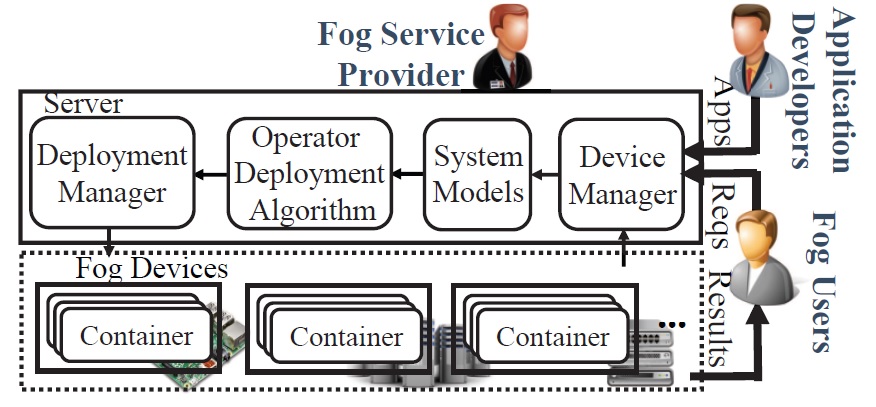 Fog Service
Provider
Application
Developers
Server
Deployment
Manager
Operator
Deployment
Algorithm
System
Models
Device
Manager
Apps
Reqs
Results
Fog Users
Fog Devices
Container
Container
Container
...